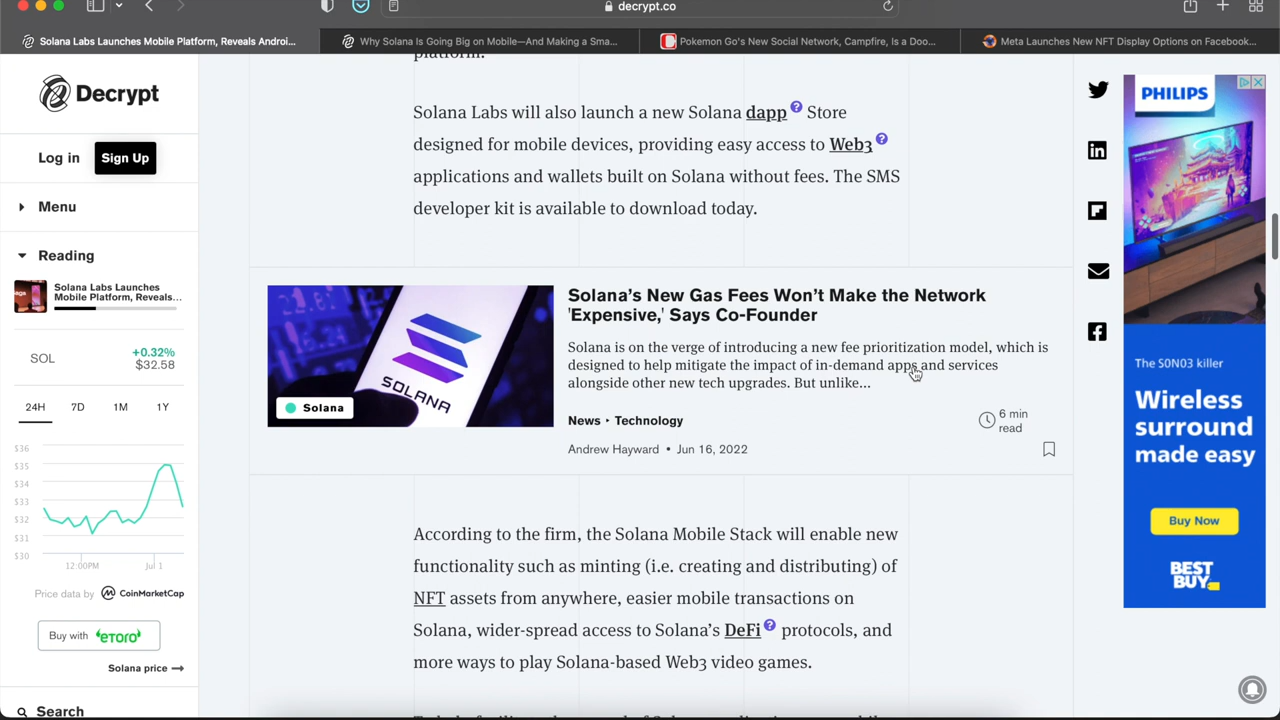 decrypt.co
Solana Labs Launches Mobile Platform, Reveals Androi...
Why Solana Is Going Big on Mobile—And Making a Sma...
Pokemon Go's New Social Network, Campfire, Is a Doo...
Meta Launches New NFT Display Options on Facebook...
Decrypt
Log in
Sign Up
Menu
Reading
Solana Labs Launches
Mobile Platform, Reveals...
SOL
+0.32%
$32.58
24H 7D 1M 1Y
$36
$35
$34
$33
$32
$31
$30
12:00PM Jul 1
Price data by CoinMarketCap
Buy with eToro
Solana price
Search
platform.
Solana Labs will also launch a new Solana dapp ? Store
designed for mobile devices, providing easy access to Web3 ?
applications and wallets built on Solana without fees. The SMS
developer kit is available to download today.
SOLANA
Solana
Solana's New Gas Fees Won't Make the Network
'Expensive,' Says Co-Founder
Solana is on the verge of introducing a new fee prioritization model, which is
designed to help mitigate the impact of in-demand apps and services
alongside other new tech upgrades. But unlike...
News • Technology
6 min
read
Andrew Hayward • Jun 16, 2022
According to the firm, the Solana Mobile Stack will enable new
functionality such as minting (i.e. creating and distributing) of
NFT assets from anywhere, easier mobile transactions on
Solana, wider-spread access to Solana's DeFi ? protocols, and
more ways to play Solana-based Web3 video games.
PHILIPS
The S0N03 killer
Wireless
surround
made easy
Buy Now
BEST
BUY